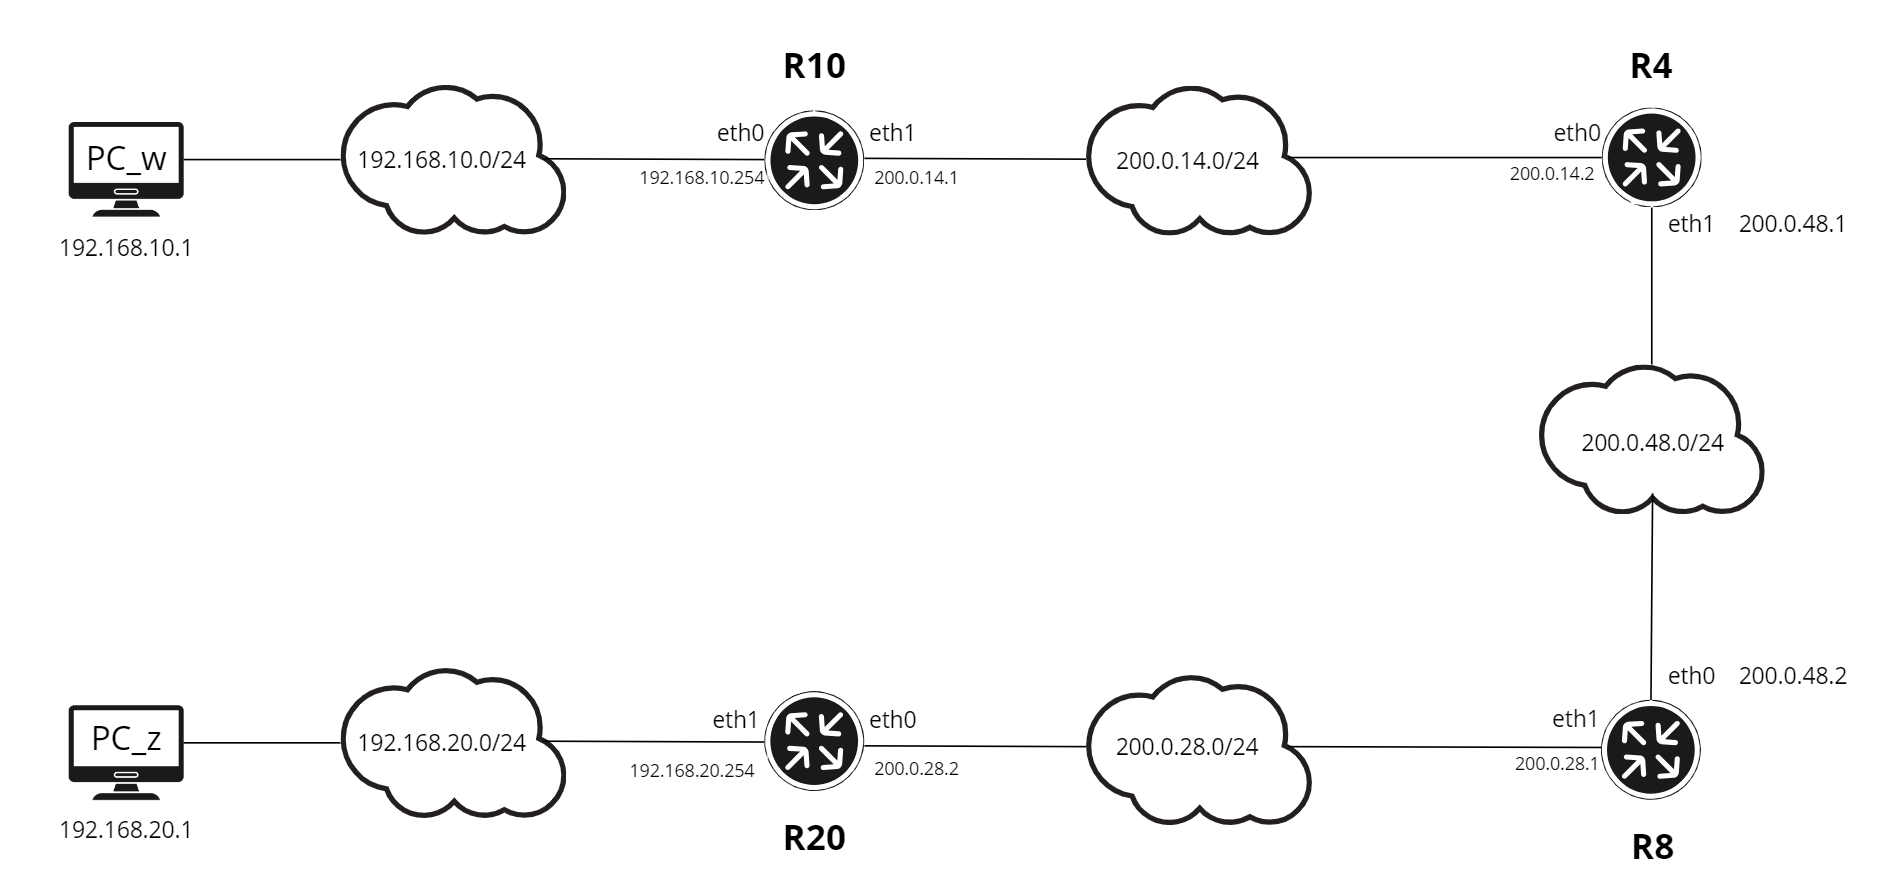 R10
R4
PC_w
192.168.10.0/24
eth0
eth1
192.168.10.254
200.0.14.1
200.0.14.0/24
eth0
200.0.14.2
192.168.10.1
eth1 200.0.48.1
200.0.48.0/24
eth0 200.0.48.2
PC_z
192.168.20.0/24
eth1
eth0
192.168.20.254
200.0.28.2
200.0.28.0/24
eth1
200.0.28.1
192.168.20.1
R20
R8